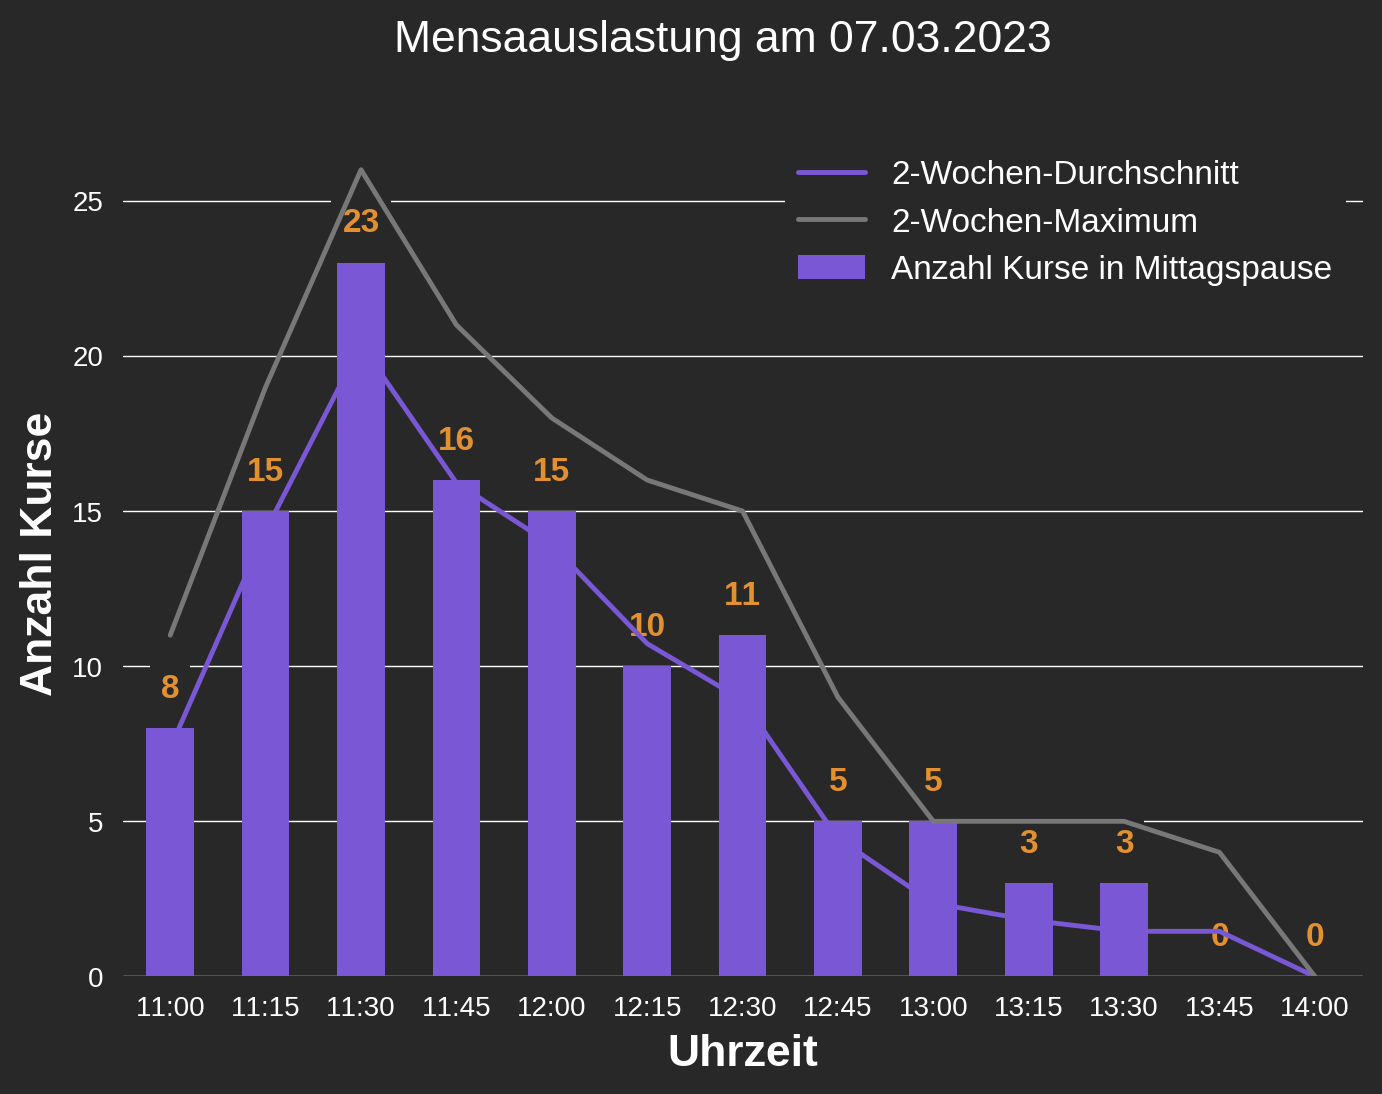 Mensaauslastung am 07.03.2023
2-Wochen-Durchschnitt
2-Wochen-Maximum
Anzahl Kurse in Mittagspause
Anzahl Kurse
25
20
15
10
5
0
8
15
23
16
15
10
11
5
5
3
3
0
0
11:00 11:15 11:30 11:45 12:00 12:15 12:30 12:45 13:00 13:15 13:30 13:45 14:00
Uhrzeit